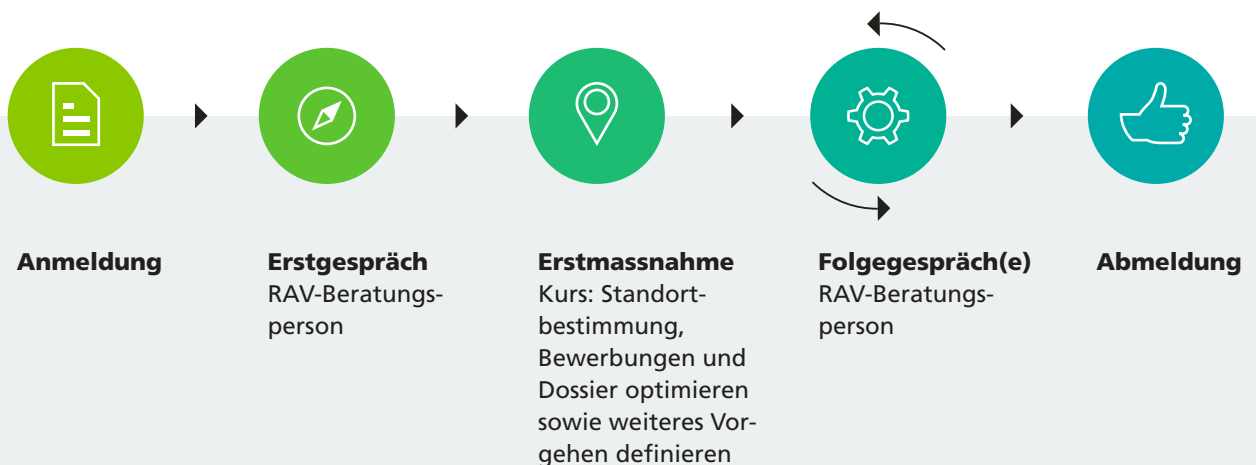 Anmeldung
Erstgespräch
RAV-Beratungs-
person
Erstmassnahme
Kurs: Standort-
bestimmung,
Bewerbungen und
Dossier optimieren
sowie weiteres Vor-
gehen definieren
Folgegespräch(e)
RAV-Beratungs-
person
Abmeldung